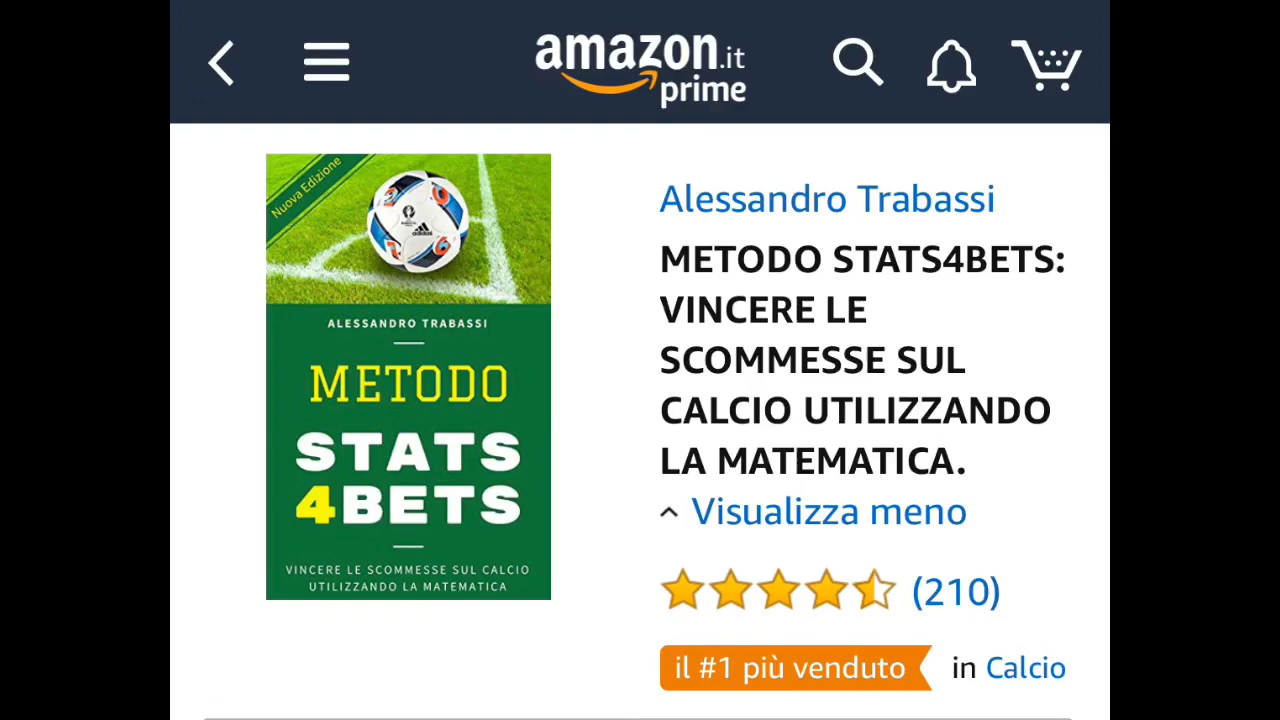 amazon.it
prime
Nuova Edizione
adidas
ALESSANDRO TRABASSI
METODO
STATS
4BETS
VINCERE LE SCOMMESSE SUL CALCIO
UTILIZZANDO LA MATEMATICA
Alessandro Trabassi
METODO STATS4BETS:
VINCERE LE
SCOMMESSE SUL
CALCIO UTILIZZANDO
LA MATEMATICA.
Visualizza meno
(210)
il #1 più venduto in Calcio